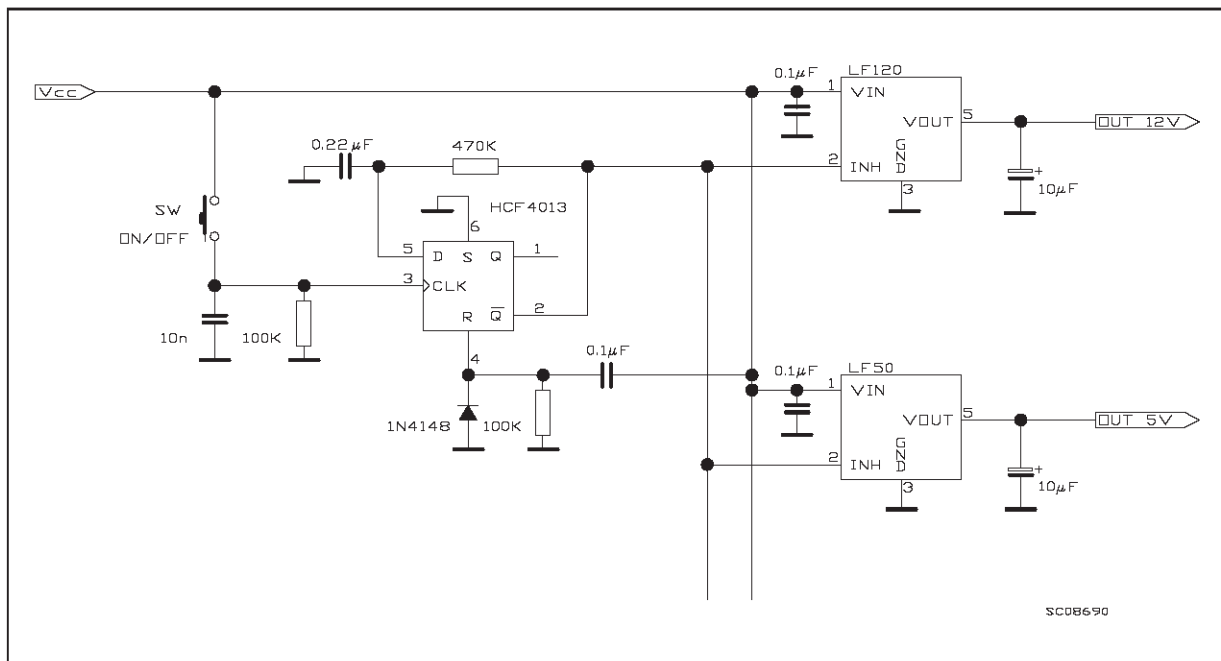 Vcc
SW
ON/OFF
10n
100K
0.22µF
470K
HCF4013
6
5
D
S
Q
1
3
CLK
R
Q̅
2
4
1N4148
100K
0.1µF
0.1µF
LF120
1
VIN
VOUT
5
2
INH
GND
3
OUT 12V
+
10µF
0.1µF
LF50
1
VIN
VOUT
5
2
INH
GND
3
OUT 5V
+
10µF
SC08690